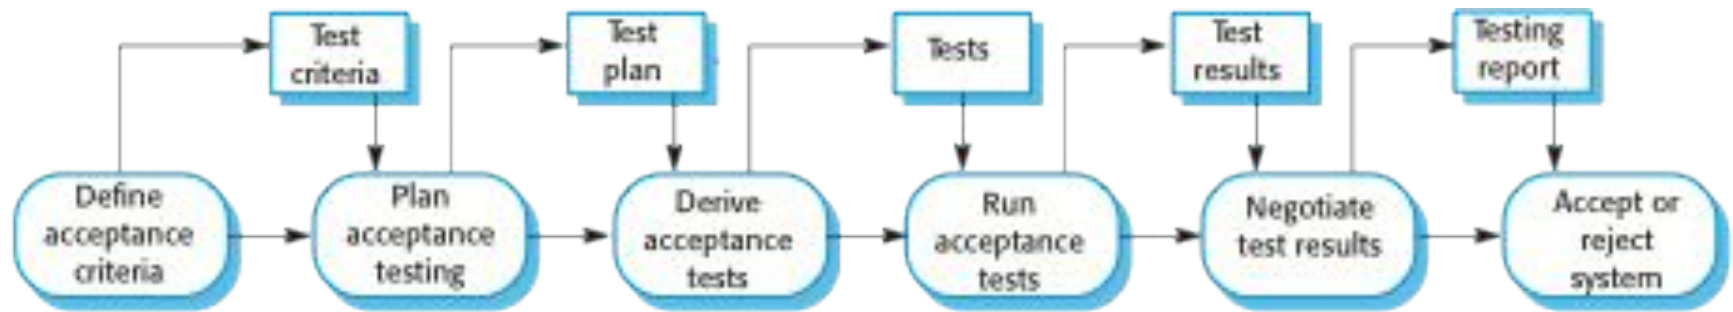 Test
criteria
Test
plan
Tests
Test
results
Testing
report
Define
acceptance
criteria
Plan
acceptance
testing
Derive
acceptance
tests
Run
acceptance
tests
Negotiate
test results
Accept or
reject
system